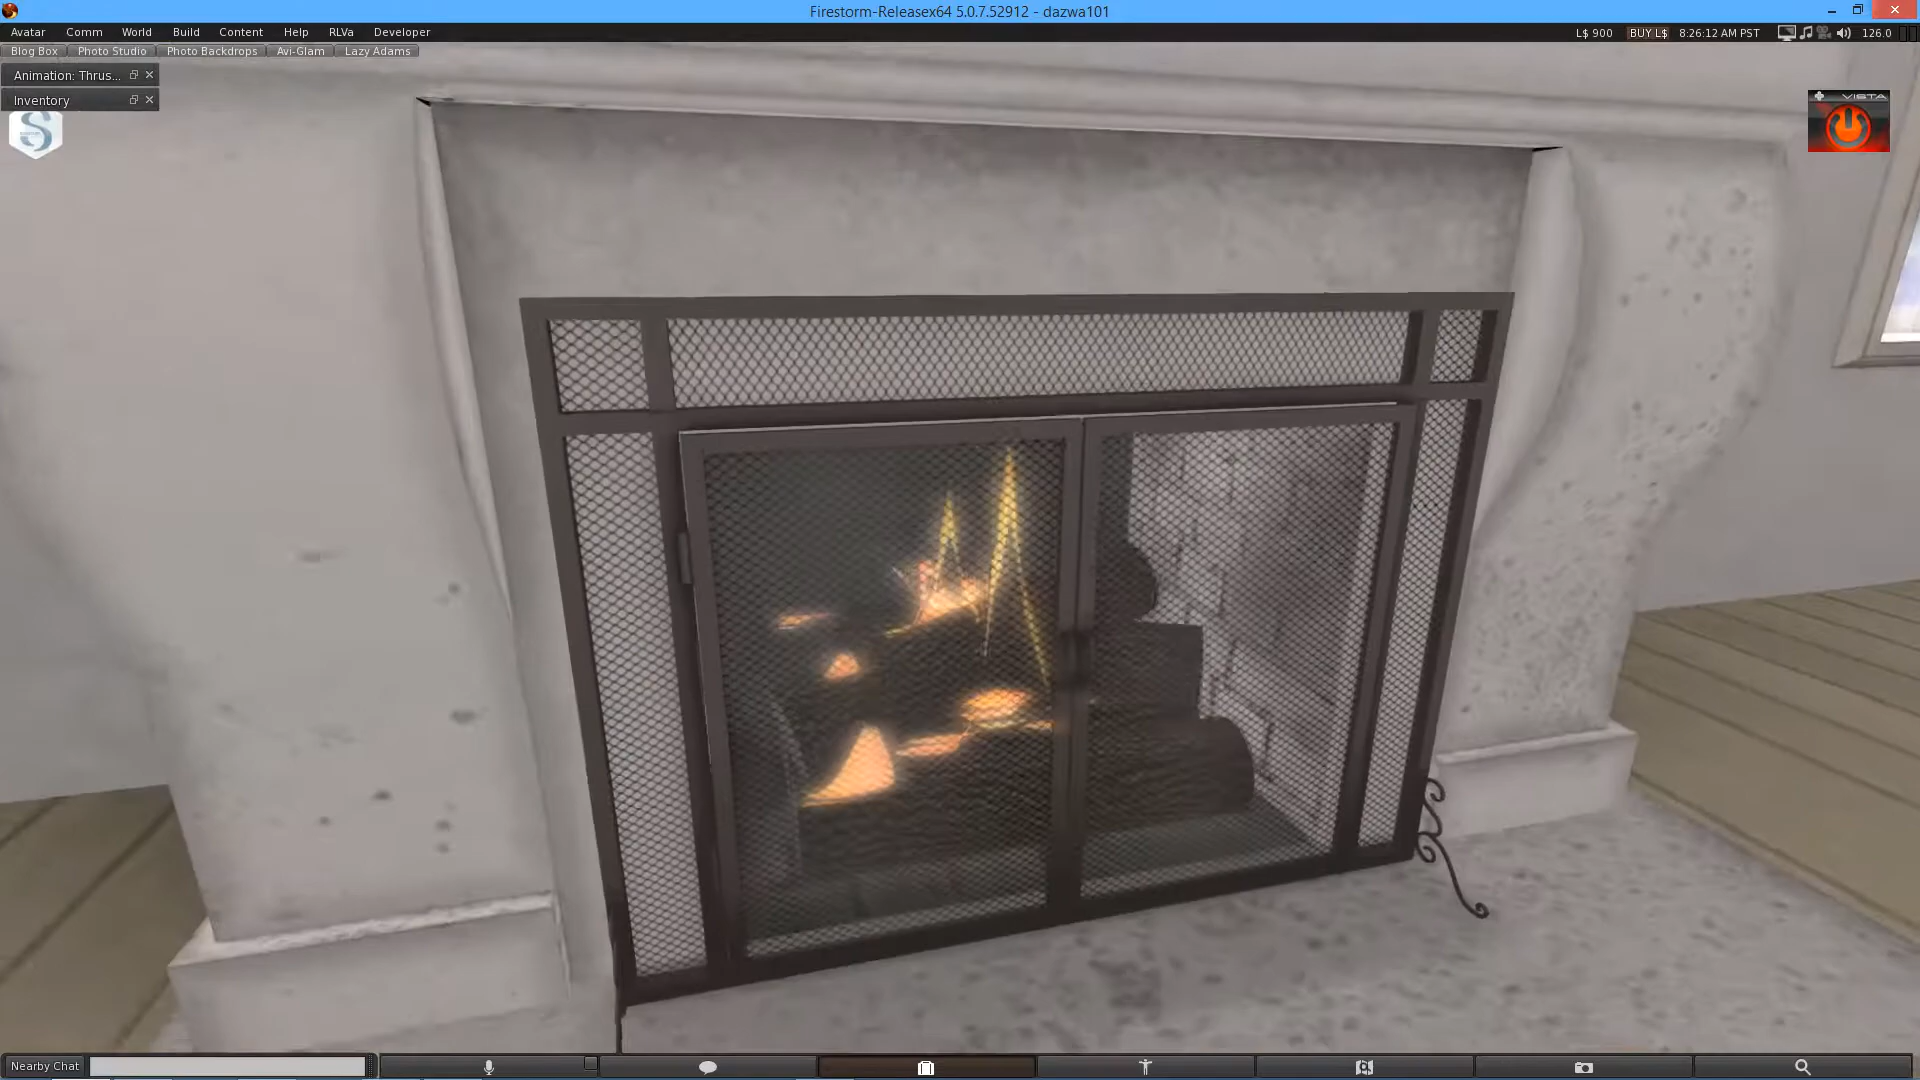 Firestorm-Releasex64 5.0.7.52912 - dazwa101
Avatar Comm World Build Content Help RLVa Developer
L$ 900 BUY L$ 8:26:12 AM PST 126.0
Blog Box Photo Studio Photo Backdrops Avi-Glam Lazy Adams
Animation: Thrus...
Inventory
VISTA
Nearby Chat